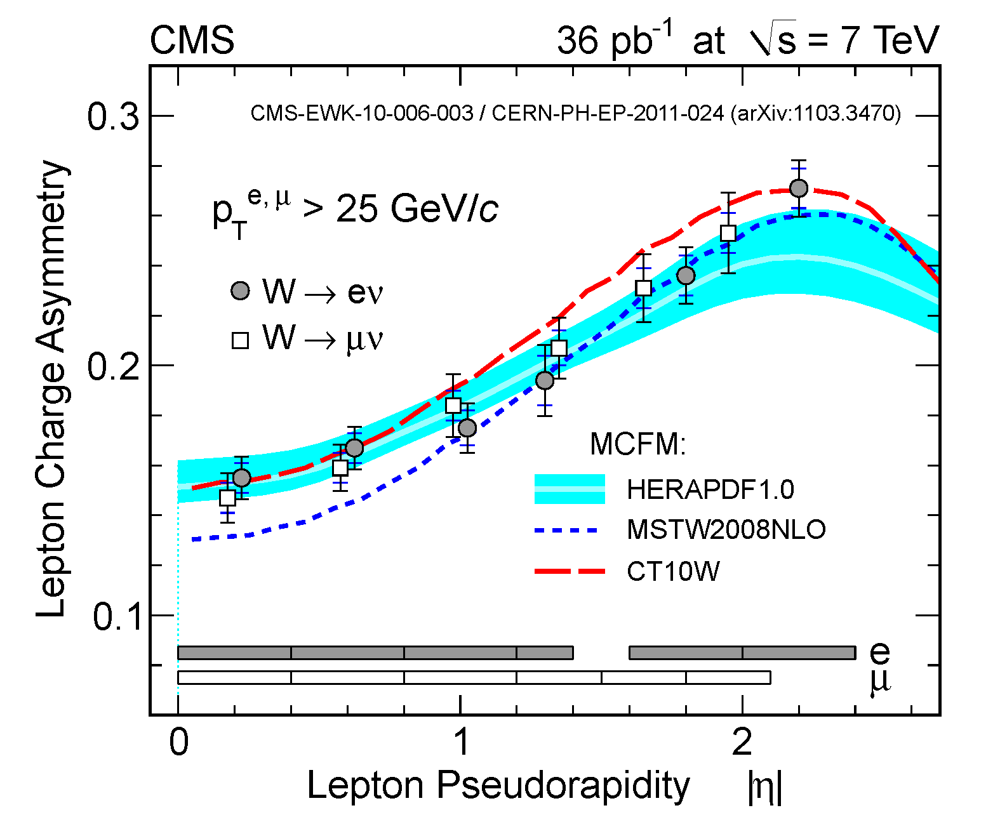 CMS
36 pb⁻¹ at √s = 7 TeV
CMS-EWK-10-006-003 / CERN-PH-EP-2011-024 (arXiv:1103.3470)
p_T^{e, μ} > 25 GeV/c
W → eν
W → μν
MCFM:
HERAPDF1.0
MSTW2008NLO
CT10W
e
μ
0.3
0.2
0.1
Lepton Charge Asymmetry
0 1 2
Lepton Pseudorapidity |η|